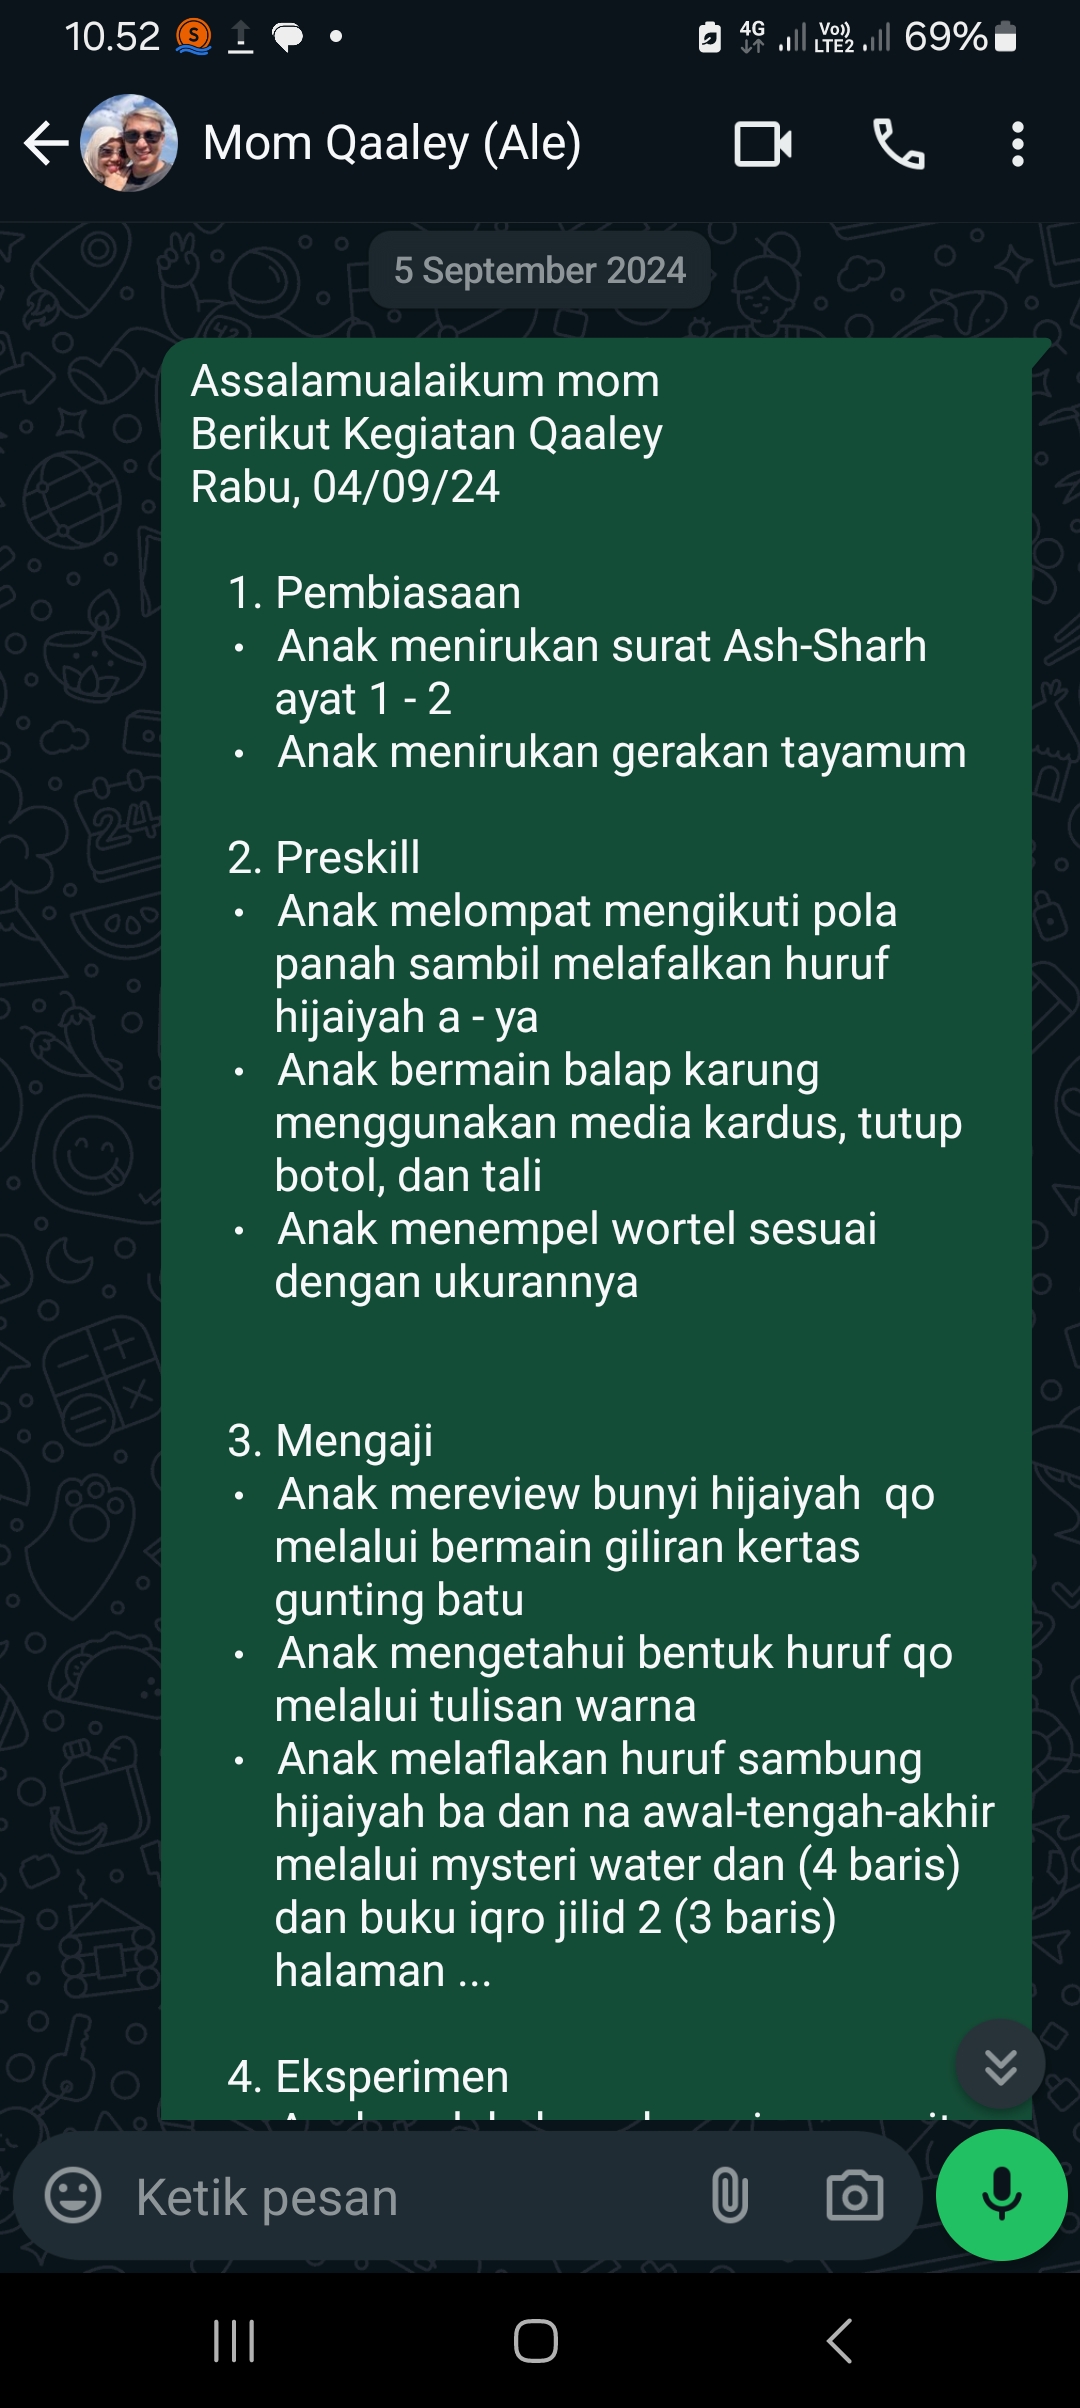 10.52
4G
Vo))
LTE2
69%
Mom Qaaley (Ale)
5 September 2024
Assalamualaikum mom
Berikut Kegiatan Qaaley
Rabu, 04/09/24
1. Pembiasaan
• Anak menirukan surat Ash-Sharh
ayat 1 - 2
• Anak menirukan gerakan tayamum
2. Preskill
• Anak melompat mengikuti pola
panah sambil melafalkan huruf
hijaiyah a - ya
• Anak bermain balap karung
menggunakan media kardus, tutup
botol, dan tali
• Anak menempel wortel sesuai
dengan ukurannya
3. Mengaji
• Anak mereview bunyi hijaiyah  qo
melalui bermain giliran kertas
gunting batu
• Anak mengetahui bentuk huruf qo
melalui tulisan warna
• Anak melaflakan huruf sambung
hijaiyah ba dan na awal-tengah-akhir
melalui mysteri water dan (4 baris)
dan buku iqro jilid 2 (3 baris)
halaman ...
4. Eksperimen
Ketik pesan